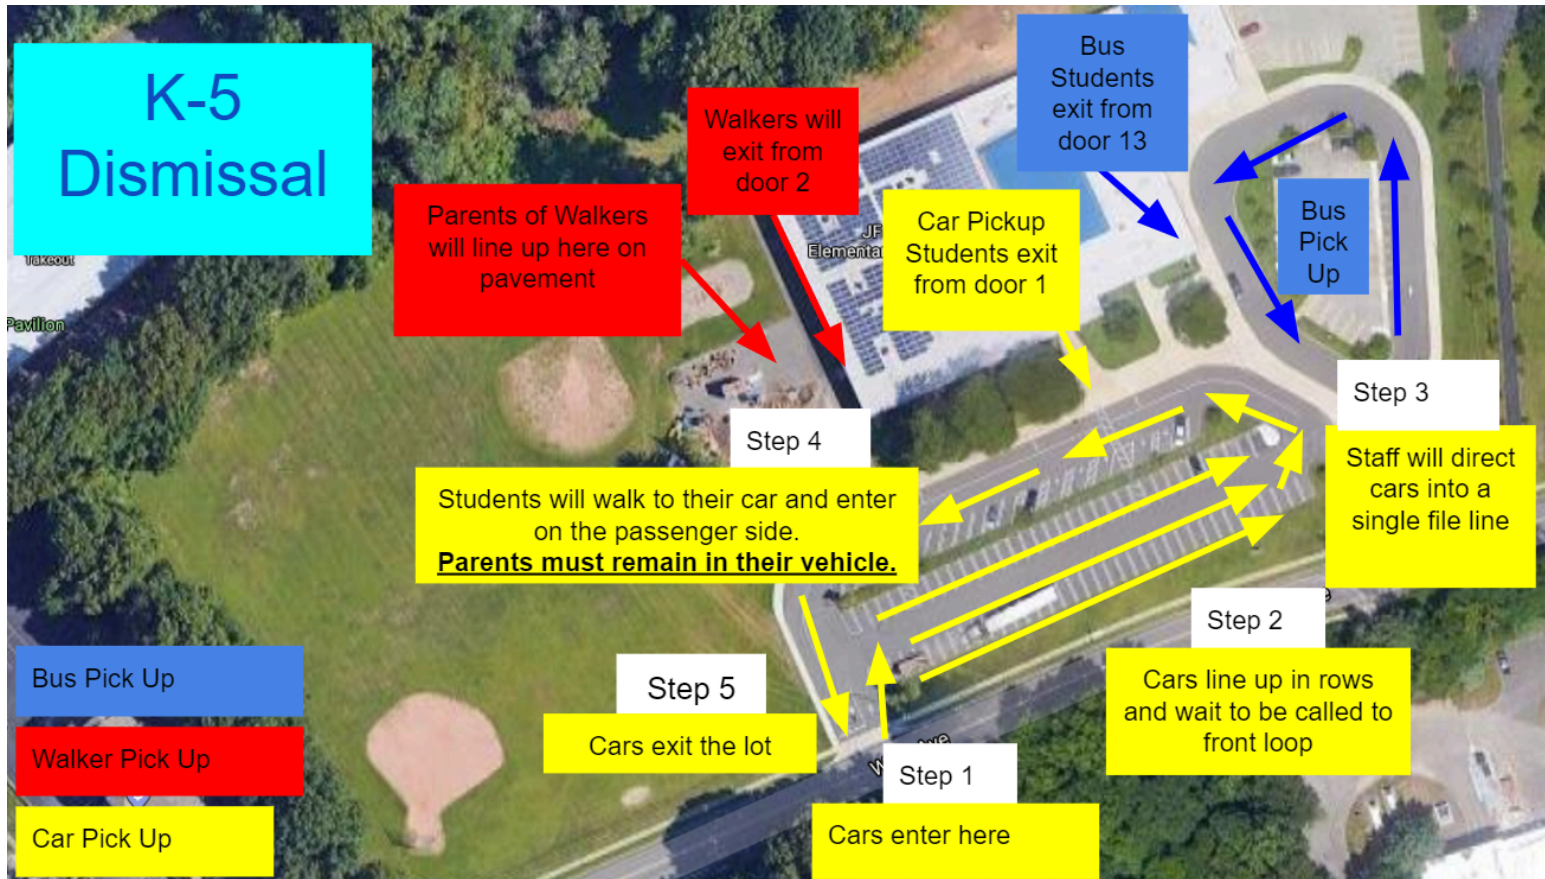 K-5
Dismissal
Takeout
Pavilion
Parents of Walkers
will line up here on
pavement
Walkers will
exit from
door 2
JF
Elementa
Bus
Students
exit from
door 13
Car Pickup
Students exit
from door 1
Bus
Pick
Up
Step 1
Cars enter here
Step 2
Cars line up in rows
and wait to be called to
front loop
Step 3
Staff will direct
cars into a
single file line
Step 4
Students will walk to their car and enter
on the passenger side.
Parents must remain in their vehicle.
Step 5
Cars exit the lot
Bus Pick Up
Walker Pick Up
Car Pick Up